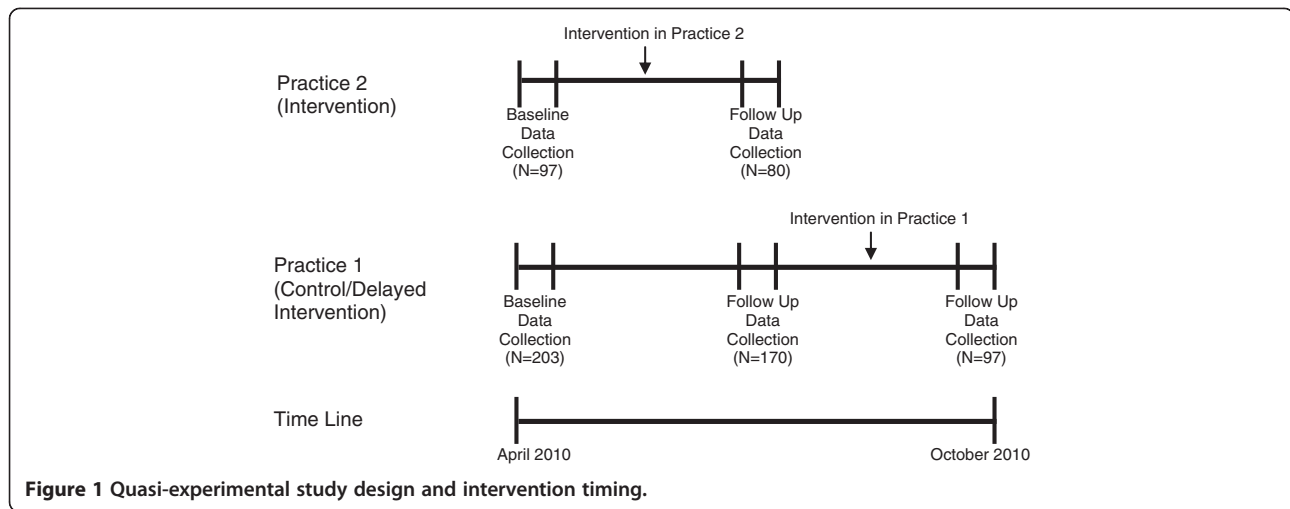 Intervention in Practice 2
Practice 2
(Intervention)
Baseline
Data
Collection
(N=97)
Follow Up
Data
Collection
(N=80)
Intervention in Practice 1
Practice 1
(Control/Delayed
Intervention)
Baseline
Data
Collection
(N=203)
Follow Up
Data
Collection
(N=170)
Follow Up
Data
Collection
(N=97)
Time Line
April 2010
October 2010
Figure 1 Quasi-experimental study design and intervention timing.